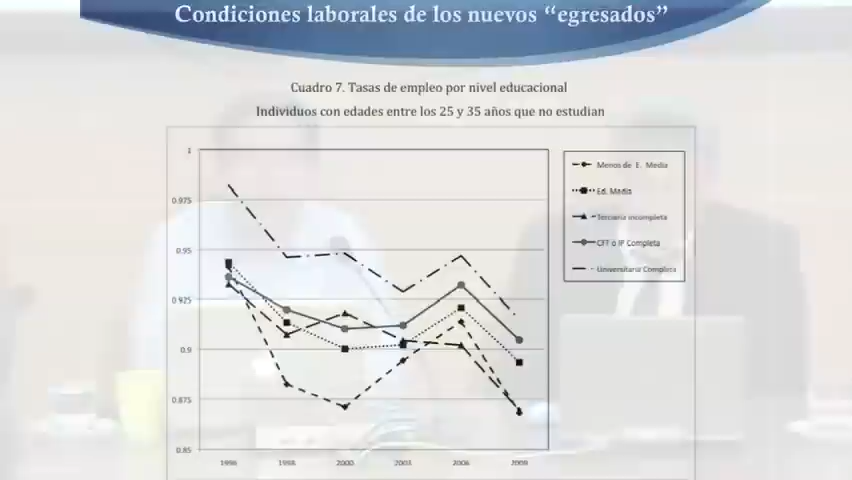 Condiciones laborales de los nuevos “egresados”
Cuadro 7. Tasas de empleo por nivel educacional
Individuos con edades entre los 25 y 35 años que no estudian
1
0.975
0.95
0.925
0.9
0.875
0.85
1996
1998
2000
2003
2006
2009
Menos de E. Media
Ed. Media
Terciaria incompleta
CFT o IP Completa
Universitaria Completa